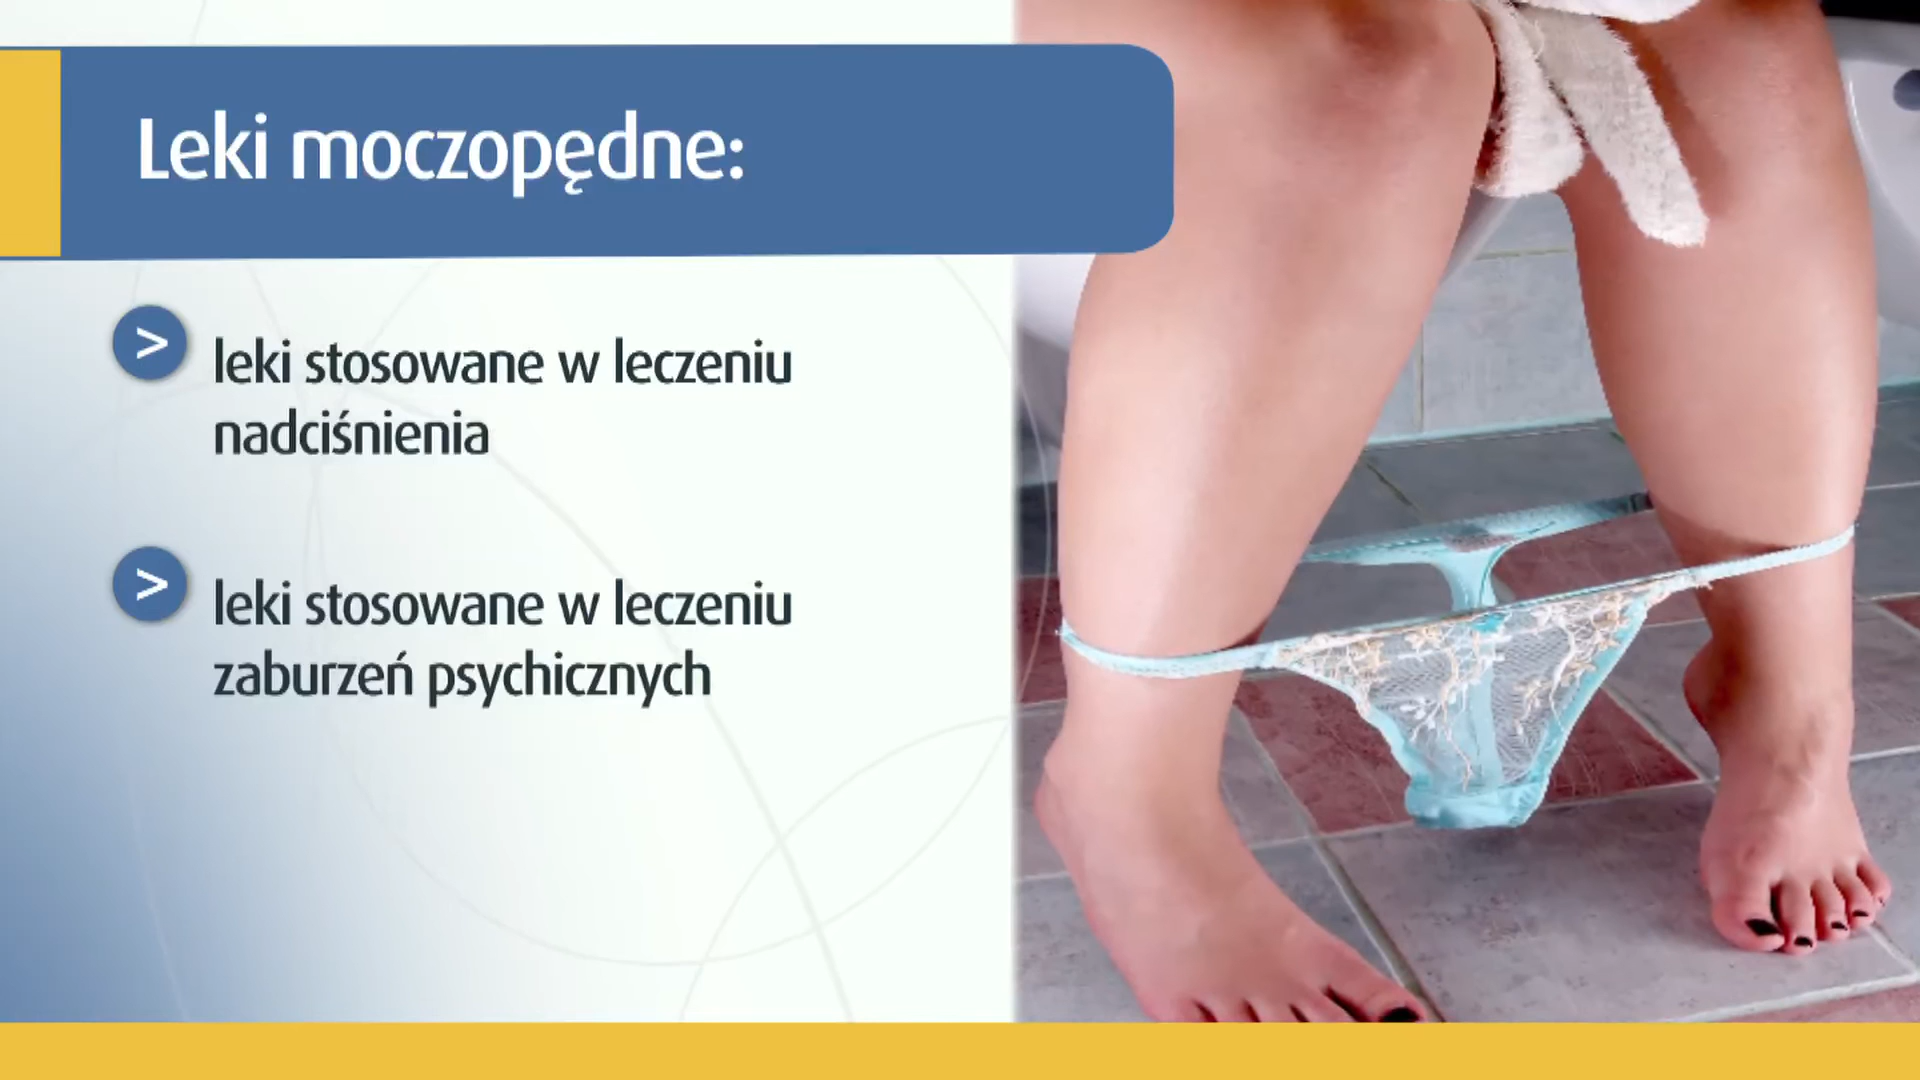 Leki moczopędne:
> leki stosowane w leczeniu
nadciśnienia
> leki stosowane w leczeniu
zaburzeń psychicznych